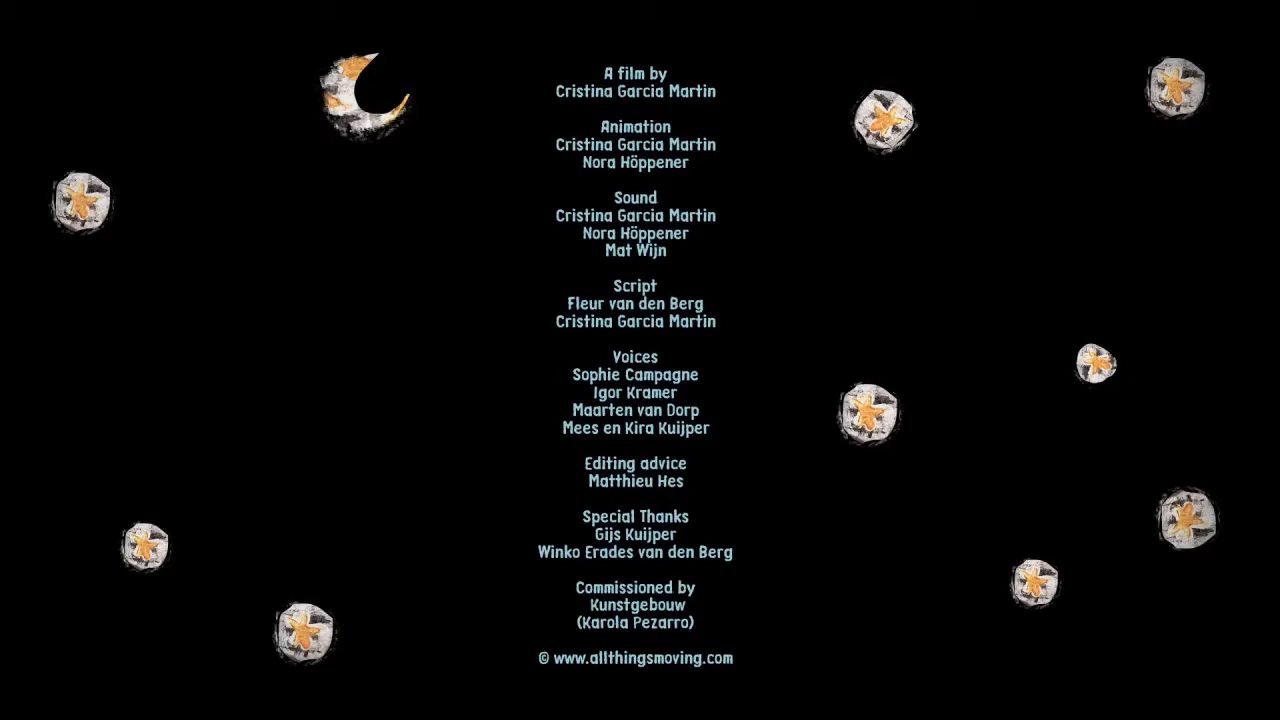 A film by
Cristina Garcia Martin
Animation
Cristina Garcia Martin
Nora Höppener
Sound
Cristina Garcia Martin
Nora Höppener
Mat Wijn
Script
Fleur van den Berg
Cristina Garcia Martin
Voices
Sophie Campagne
Igor Kramer
Maarten van Dorp
Mees en Kira Kuijper
Editing advice
Matthieu Hes
Special Thanks
Gijs Kuijper
Winko Erades van den Berg
Commissioned by
Kunstgebouw
(Karola Pezarro)
© www.allthingsmoving.com